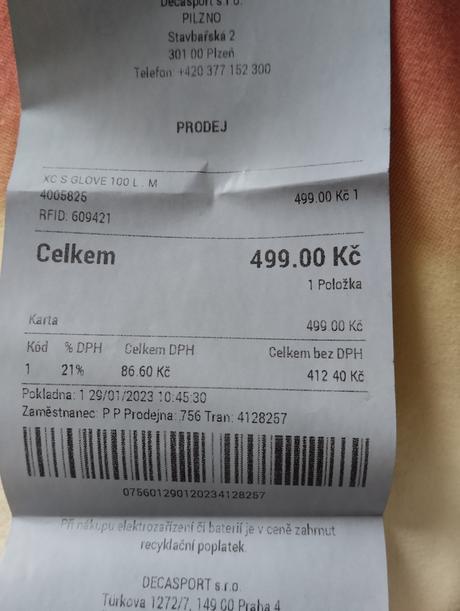 Decasport s.r.o.
PILZNO
Stavbařská 2
301 00 Plzeň
Telefon: +420 377 152 300
PRODEJ
XC S GLOVE 100 L . M
4005825 499.00 Kč 1
RFID: 609421
Celkem 499.00 Kč
1 Položka
Karta 499.00 Kč
Kód % DPH Celkem DPH Celkem bez DPH
1 21% 86.60 Kč 412.40 Kč
Pokladna: 1 29/01/2023 10:45:30
Zaměstnanec: P P Prodejna: 756 Tran: 4128257
075601290120234128257
Při nákupu elektrozařízení či baterií je v ceně zahrnut
recyklační poplatek.
DECASPORT s.r.o.
Türkova 1272/7, 149 00 Praha 4